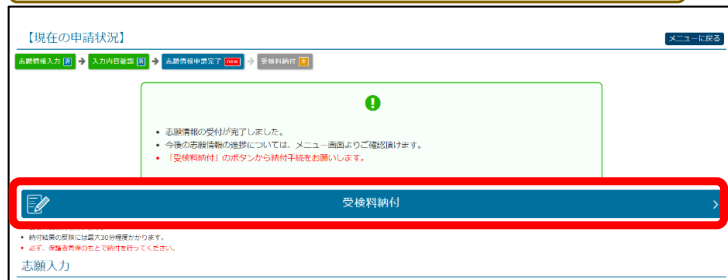 【現在の申請状況】
メニューに戻る
志願情報入力 済 → 入力内容確認 済 → 志願情報申請完了 now → 受検料納付 未
・ 志願情報の受付が完了しました。
・ 今後の志願情報の進捗については、メニュー画面よりご確認頂けます。
・ 「受検料納付」のボタンから納付手続をお願いします。
受検料納付
・ 納付結果の反映には最大30分程度かかります。
・ 必ず、保護者同席のもとで納付を行ってください。
志願入力